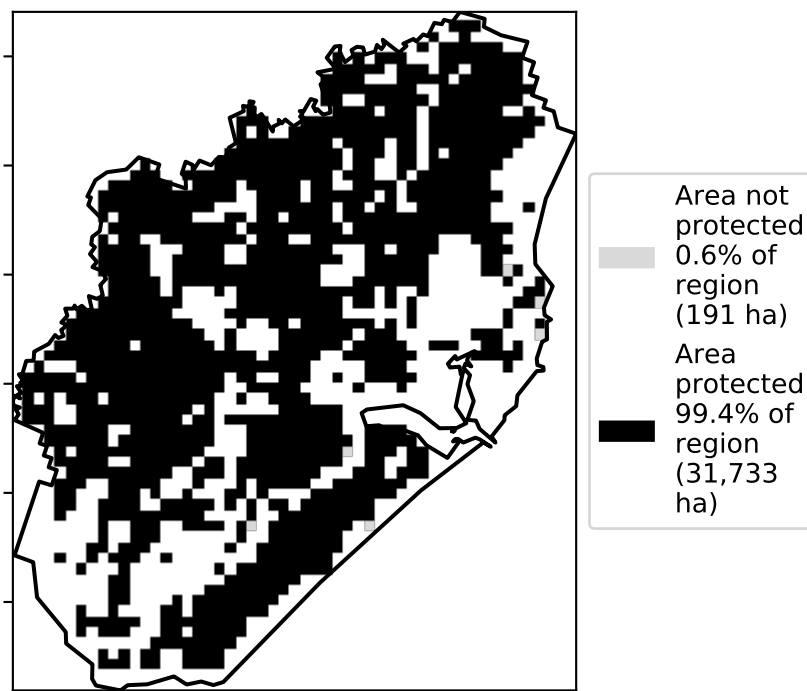 Area not
protected
0.6% of
region
(191 ha)
Area
protected
99.4% of
region
(31,733
ha)